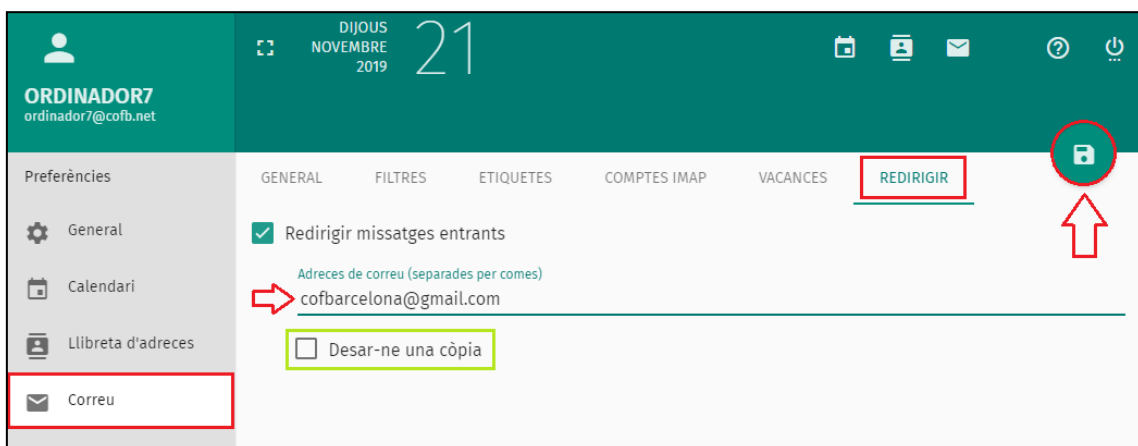 DIJOUS
NOVEMBRE
2019
21
ORDINADOR7
ordinador7@cofb.net
Preferències
GENERAL FILTRES ETIQUETES COMPTES IMAP VACANCES REDIRIGIR
General
Redirigir missatges entrants
Adreces de correu (separades per comes)
Calendari
cofbarcelona@gmail.com
Llibreta d'adreces
Desar-ne una còpia
Correu